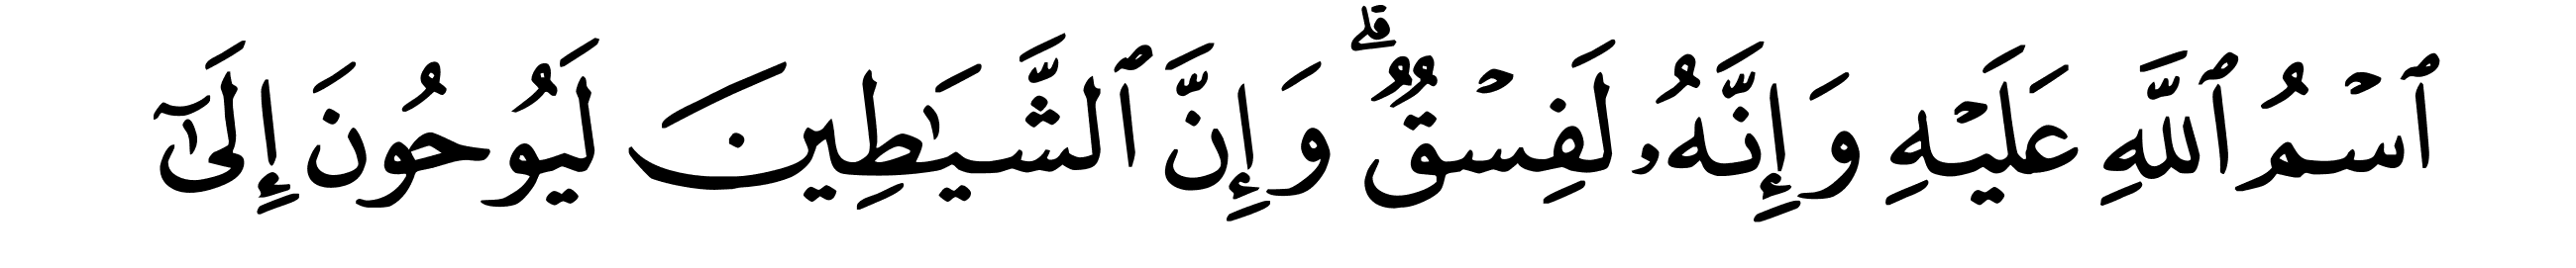 ٱسۡمُ ٱللَّهِ عَلَيۡهِ وَإِنَّهُۥ لَفِسۡقٞۗ وَإِنَّ ٱلشَّيَٰطِينَ لَيُوحُونَ إِلَىٰٓ